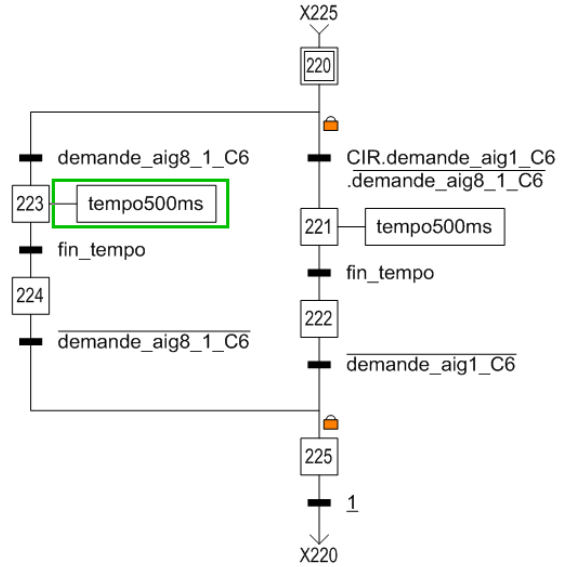 X225
220
demande_aig8_1_C6
CIR.demande_aig1_C6
.demande_aig8_1_C6
223
tempo500ms
221
tempo500ms
fin_tempo
fin_tempo
224
222
demande_aig8_1_C6
demande_aig1_C6
225
1
X220